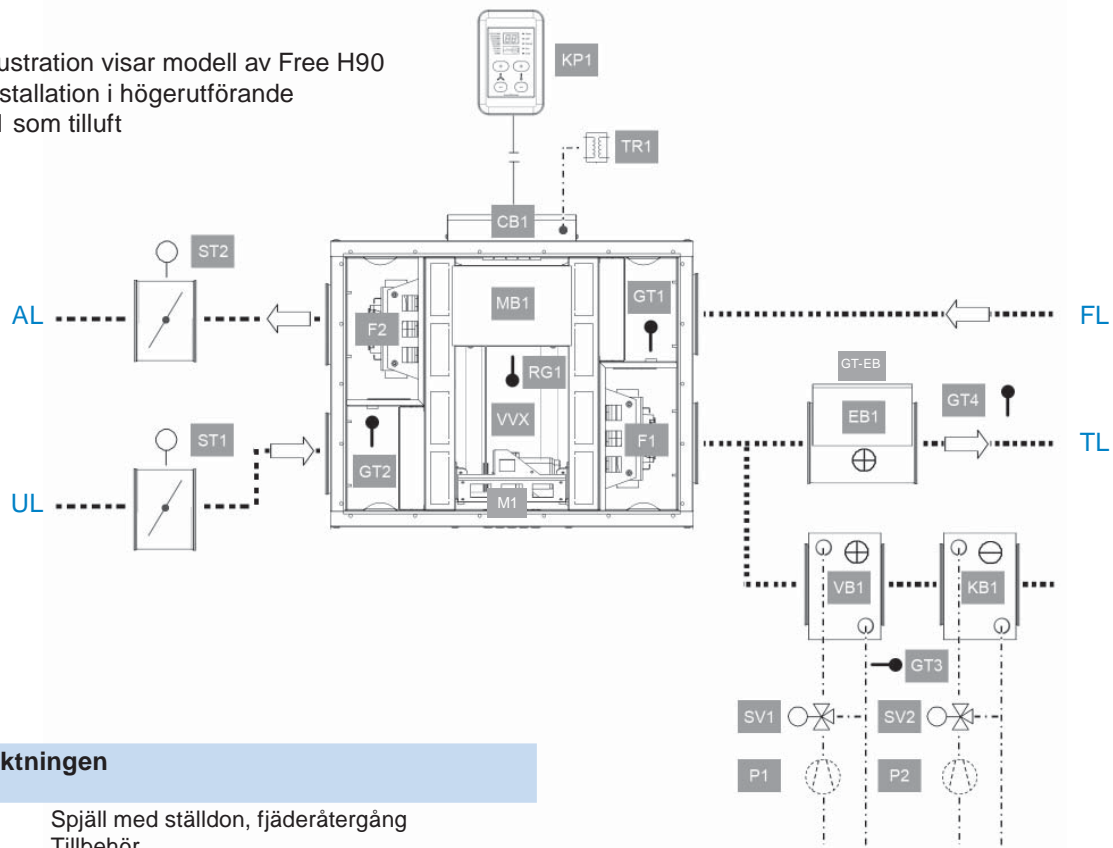 ustration visar modell av Free H90
stallation i högerutförande
som tilluft
KP1
TR1
CB1
ST2
MB1
GT1
AL
F2
FL
RG1
GT-EB
EB1
GT4
ST1
VVX
F1
TL
GT2
UL
M1
VB1
KB1
GT3
SV1
SV2
ktningen
P1
P2
Spjäll med ställdon, fjäderåtergång
Tillbehör